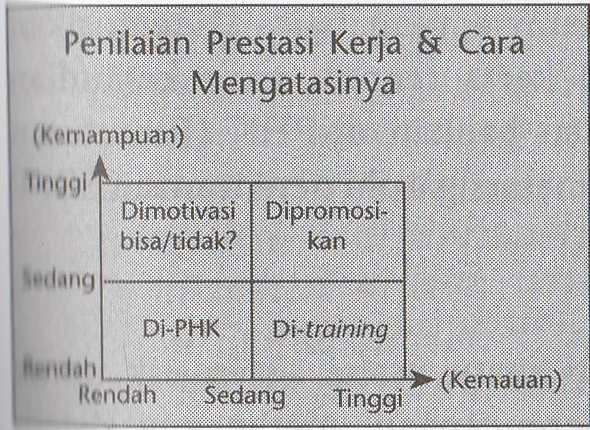 Penilaian Prestasi Kerja & Cara
Mengatasinya
(Kemampuan)
Tinggi
Dimotivasi
bisa/tidak?
Dipromosi-
kan
Sedang
Di-PHK
Di-training
Rendah
(Kemauan)
Rendah Sedang Tinggi